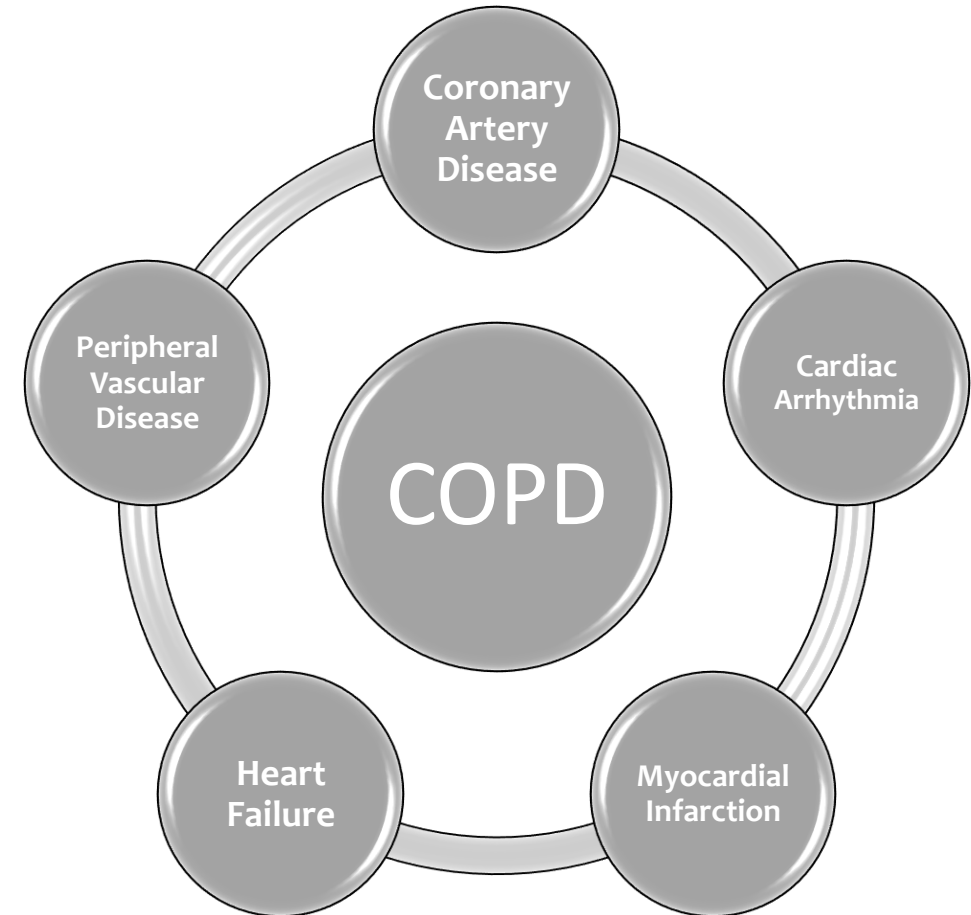 Coronary
Artery
Disease
Peripheral
Vascular
Disease
Cardiac
Arrhythmia
COPD
Heart
Failure
Myocardial
Infarction